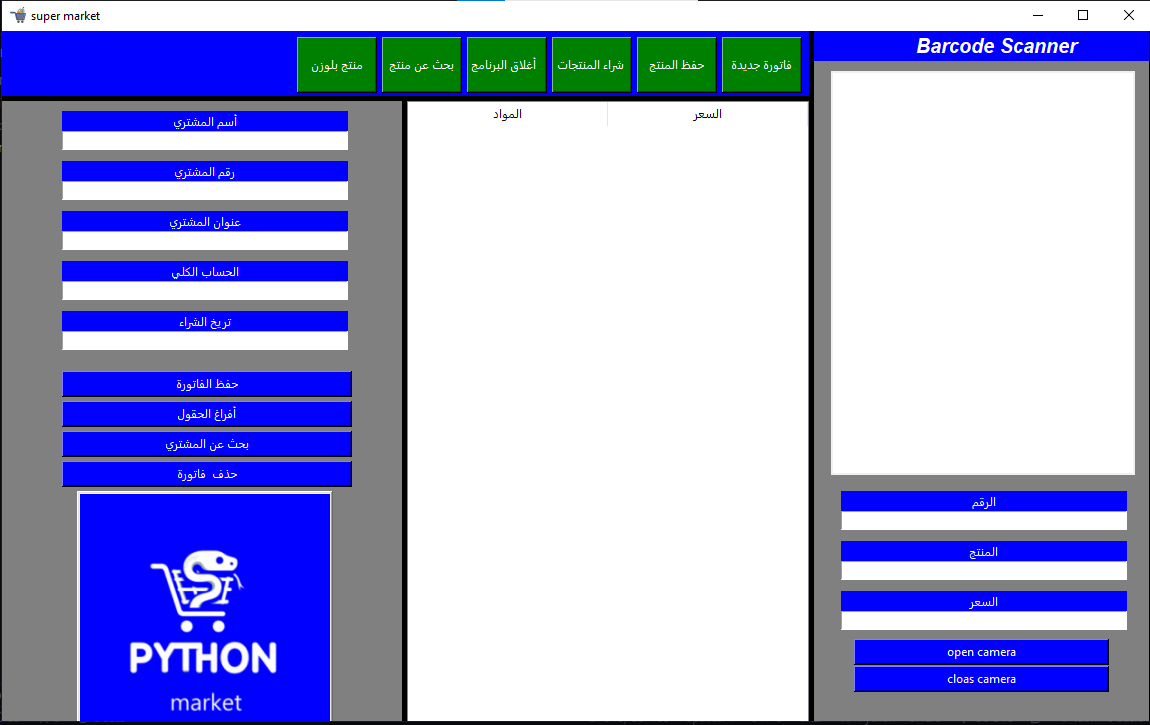 super market
Barcode Scanner
فاتورة جديدة
حفظ المنتج
شراء المنتجات
أغلاق البرنامج
بحث عن منتج
منتج بلوزن
أسم المشتري
رقم المشتري
عنوان المشتري
الحساب الكلي
تريخ الشراء
حفظ الفاتورة
أفراغ الحقول
بحث عن المشتري
حذف فاتورة
PYTHON
market
المواد
السعر
الرقم
المنتج
السعر
open camera
cloas camera